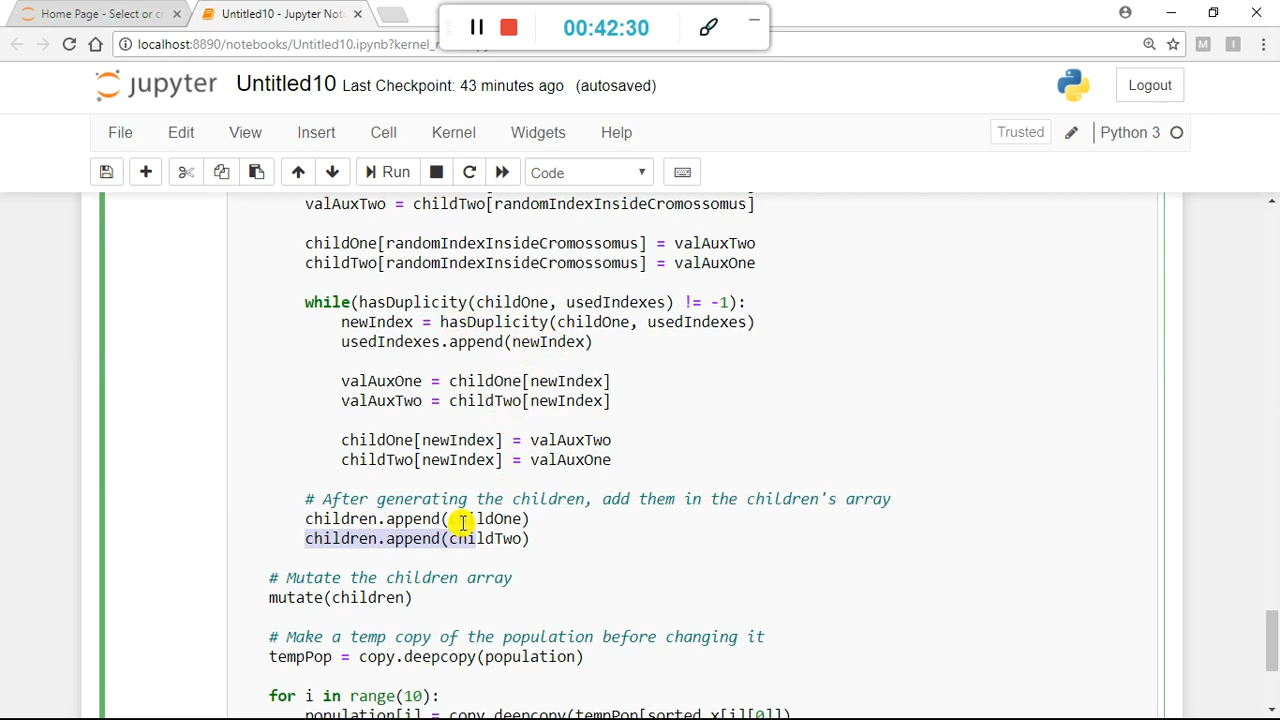 Home Page - Select or c
Untitled10 - Jupyter Not
00:42:30
localhost:8890/notebooks/Untitled10.ipynb?kernel_
M
I
jupyter
Untitled10 Last Checkpoint: 43 minutes ago (autosaved)
Logout
File Edit View Insert Cell Kernel Widgets Help
Trusted
Python 3
Run
Code
valAuxTwo = childTwo[randomIndexInsideCromossomus]
childOne[randomIndexInsideCromossomus] = valAuxTwo
childTwo[randomIndexInsideCromossomus] = valAuxOne
while(hasDuplicity(childOne, usedIndexes) != -1):
newIndex = hasDuplicity(childOne, usedIndexes)
usedIndexes.append(newIndex)
valAuxOne = childOne[newIndex]
valAuxTwo = childTwo[newIndex]
childOne[newIndex] = valAuxTwo
childTwo[newIndex] = valAuxOne
# After generating the children, add them in the children's array
children.append(childOne)
children.append(childTwo)
# Mutate the children array
mutate(children)
# Make a temp copy of the population before changing it
tempPop = copy.deepcopy(population)
for i in range(10):
population[i] = copy.deepcopy(tempPop[sorted_x[i][0]])